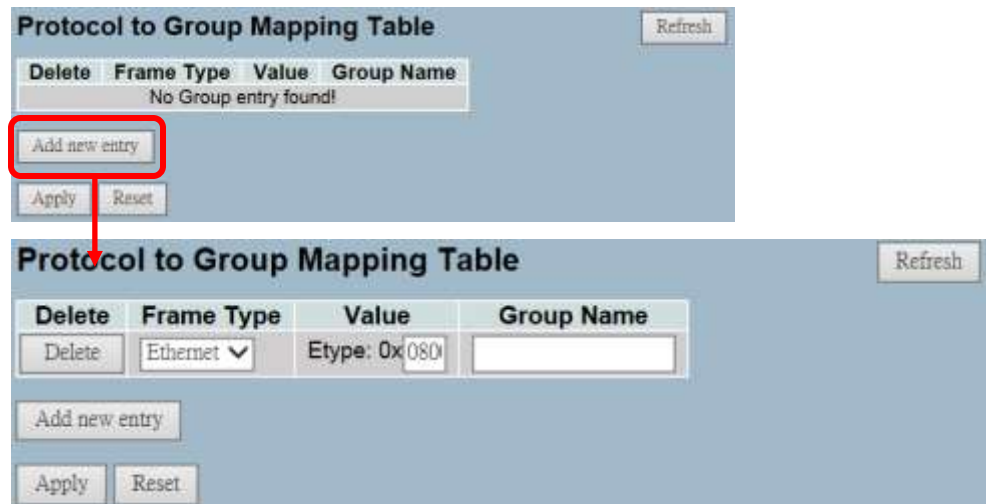 Protocol to Group Mapping Table Refresh
Delete Frame Type Value Group Name
No Group entry found!
Add new entry
Apply Reset
Protocol to Group Mapping Table Refresh
Delete Frame Type Value Group Name
Delete Ethernet Etype: 0x 080
Add new entry
Apply Reset